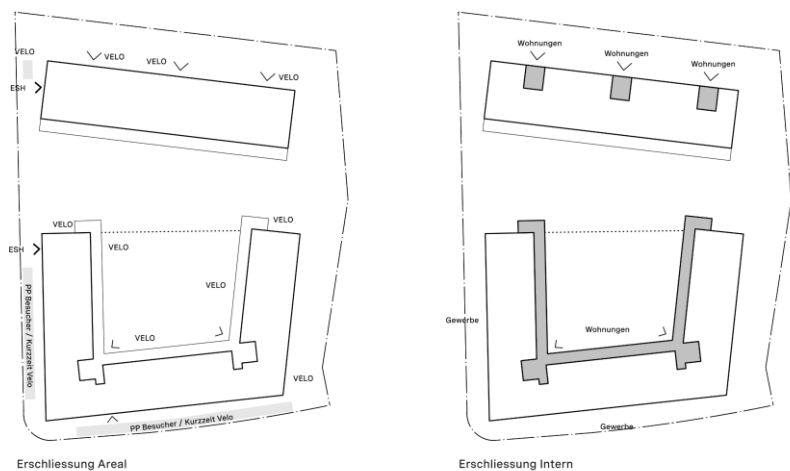 VELO
VELO
VELO
VELO
ESH
VELO
VELO
ESH
VELO
VELO
VELO
PP Besucher / Kurzzeit Velo
VELO
PP Besucher / Kurzzeit Velo
Erschliessung Areal
Wohnungen
Wohnungen
Wohnungen
Gewerbe
Wohnungen
Gewerbe
Erschliessung Intern